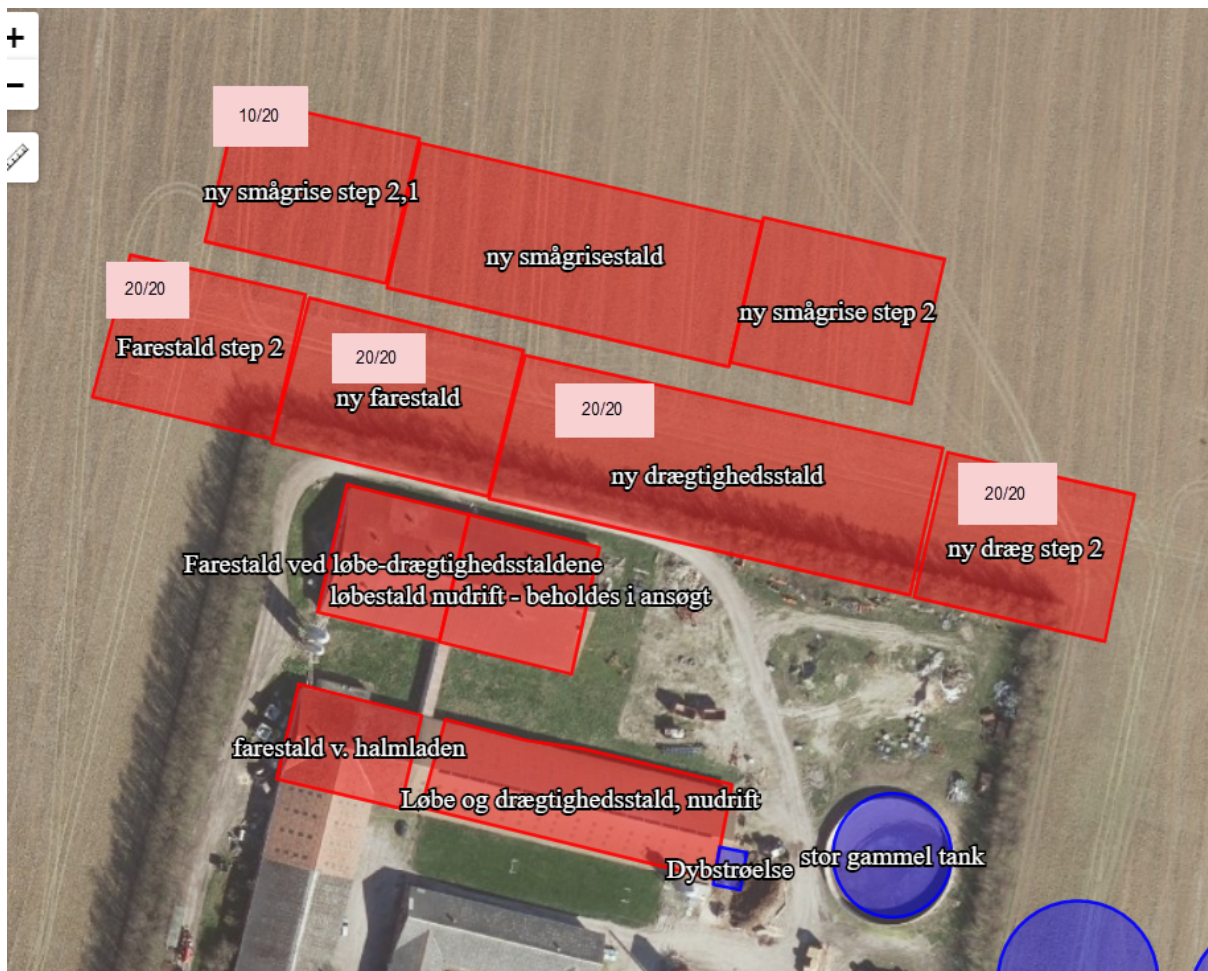 +
−
10/20
ny smågrise step 2,1
ny smågrisestald
ny smågrise step 2
20/20
Farestald step 2
20/20
ny farestald
20/20
ny drægtighedsstald
20/20
ny dræg step 2
Farestald ved løbe-drægtighedsstaldene
løbestald nudrift - beholdes i ansøgt
farestald v. halmladen
Løbe og drægtighedsstald, nudrift
Dybstrøelse
stor gammel tank